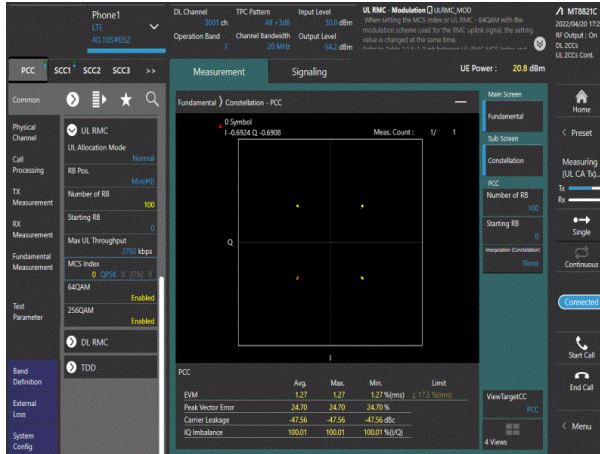 Phone1
LTE
40.105#052
DL Channel
3001 ch
TPC Pattern
All +3dB
Input Level
30.0 dBm
Operation Band
7
Channel Bandwidth
20 MHz
Output Level
-54.2 dBm
UL RMC - Modulation ULRMC_MOD
When setting the MCS Index or UL RMC - 64QAM with the
modulation scheme used for the RMC uplink signal, the setting
value is changed at the same time.
MT8821C
2022/04/20 17:2
RF Output : On
DL 2CCs
UL 2CCs Cont.
PCC
SCC1
SCC2
SCC3
>>
Measurement
Signaling
UE Power : 20.8 dBm
Common
Physical
Channel
Call
Processing
TX
Measurement
RX
Measurement
Fundamental
Measurement
Test
Parameter
Band
Definition
External
Loss
System
Config
UL RMC
UL Allocation Mode
Normal
RB Pos.
Min(#0)
Number of RB
100
Starting RB
0
Max UL Throughput
2792 kbps
MCS Index
0 QPSK 0 2792 8
64QAM
Enabled
256QAM
Enabled
DL RMC
TDD
Fundamental > Constellation - PCC
0 Symbol
I -0.6924 Q -0.6908
Meas. Count : 1/ 1
Q
I
PCC
Avg. Max. Min. Limit
EVM 1.27 1.27 1.27 %(rms) ≤ 17.5 %(rms)
Peak Vector Error 24.70 24.70 24.70 %
Carrier Leakage -47.56 -47.56 -47.56 dBc
IQ Imbalance 100.01 100.01 100.01 %(I/Q)
Main Screen
Fundamental
Sub Screen
Constellation
PCC
Number of RB
100
Starting RB
0
Interpolation (Constellation)
None
ViewTargetCC
PCC
4 Views
Home
< Preset
Measuring
(UL CA Tx)...
Tx
Rx
Single
Continuous
Connected
Start Call
End Call
< Menu